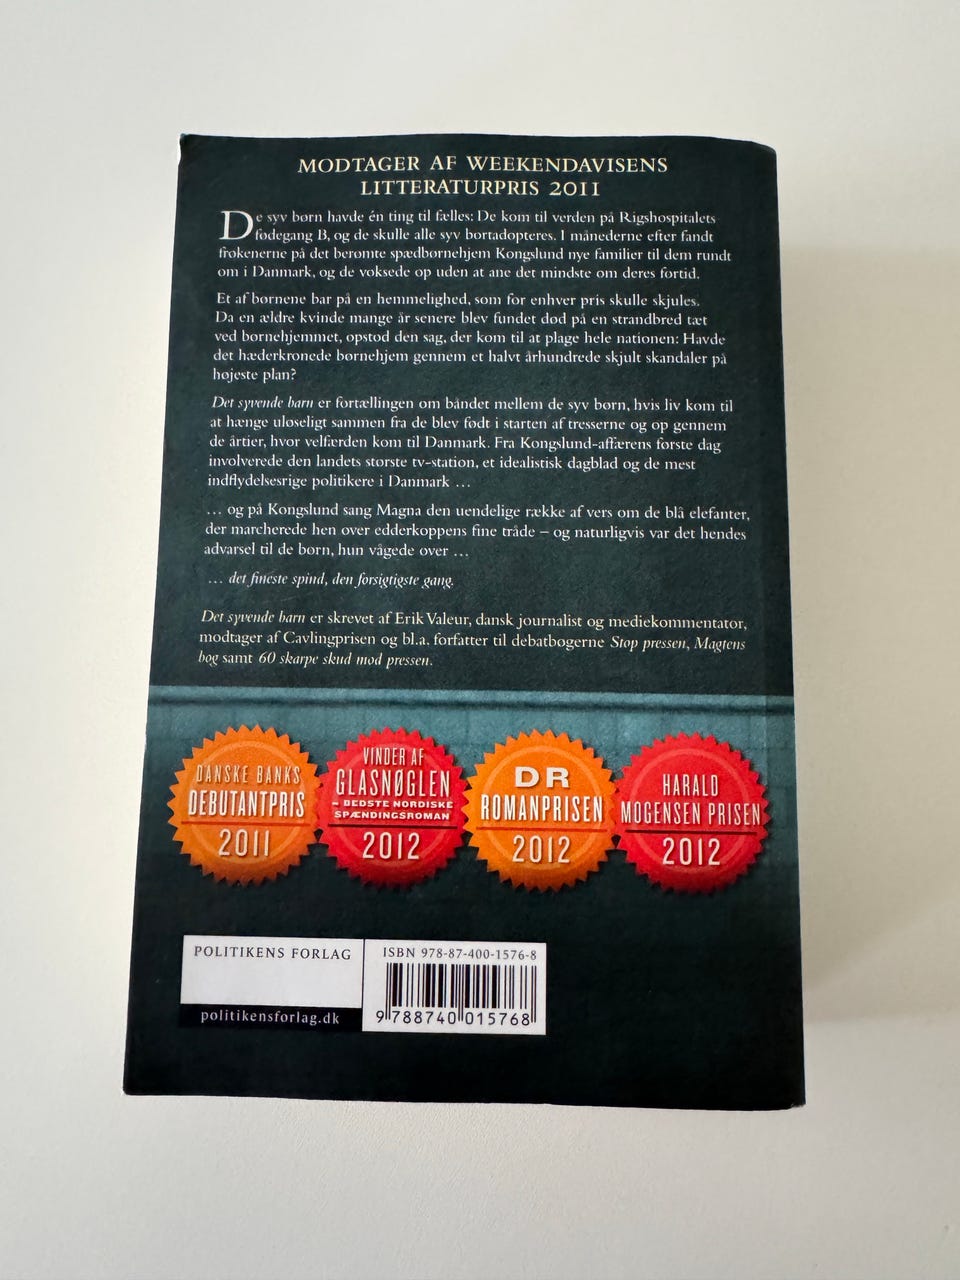 MODTAGER AF WEEKENDAVISENS
LITTERATURPRIS 2011
De syv børn havde én ting til fælles: De kom til verden på Rigshospitalets
fødegang B, og de skulle alle syv bortadopteres. I månederne efter fandt
frøkenerne på det berømte spædbørnehjem Kongslund nye familier til dem rundt
om i Danmark, og de voksede op uden at ane det mindste om deres fortid.
Et af børnene bar på en hemmelighed, som for enhver pris skulle skjules.
Da en ældre kvinde mange år senere blev fundet død på en strandbred tæt
ved børnehjemmet, opstod den sag, der kom til at plage hele nationen: Havde
det hæderkronede børnehjem gennem et halvt århundrede skjult skandaler på
højeste plan?
Det syvende barn er fortællingen om båndet mellem de syv børn, hvis liv kom til
at hænge uløseligt sammen fra de blev født i starten af tresserne og op gennem
de årtier, hvor velfærden kom til Danmark. Fra Kongslund-affærens første dag
involverede den landets største tv-station, et idealistisk dagblad og de mest
indflydelsesrige politikere i Danmark ...
... og på Kongslund sang Magna den uendelige række af vers om de blå elefanter,
der marcherede hen over edderkoppens fine tråde – og naturligvis var det hendes
advarsel til de børn, hun vågede over ...
... det fineste spind, den forsigtigste gang.
Det syvende barn er skrevet af Erik Valeur, dansk journalist og mediekommentator,
modtager af Cavlingprisen og bl.a. forfatter til debatbøgerne Stop pressen, Magtens
bog samt 60 skarpe skud mod pressen.
DANSKE BANKS
DEBUTANTPRIS
2011
VINDER AF
GLASNØGLEN
– BEDSTE NORDISKE
SPÆNDINGSROMAN
2012
DR
ROMANPRISEN
2012
HARALD
MOGENSEN PRISEN
2012
POLITIKENS FORLAG
politikensforlag.dk
ISBN 978-87-400-1576-8
9 788740 015768